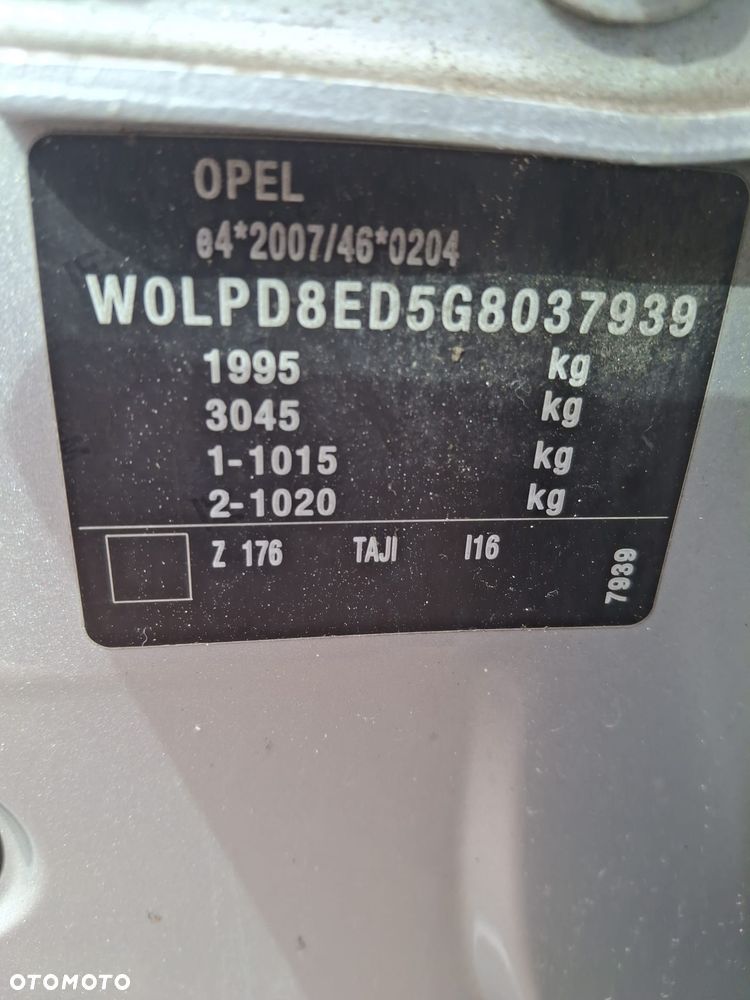 OPEL
e4*2007/46*0204
W0LPD8ED5G8037939
1995 kg
3045 kg
1-1015 kg
2-1020 kg
Z 176 TAJI I16
7939
OTOMOTO